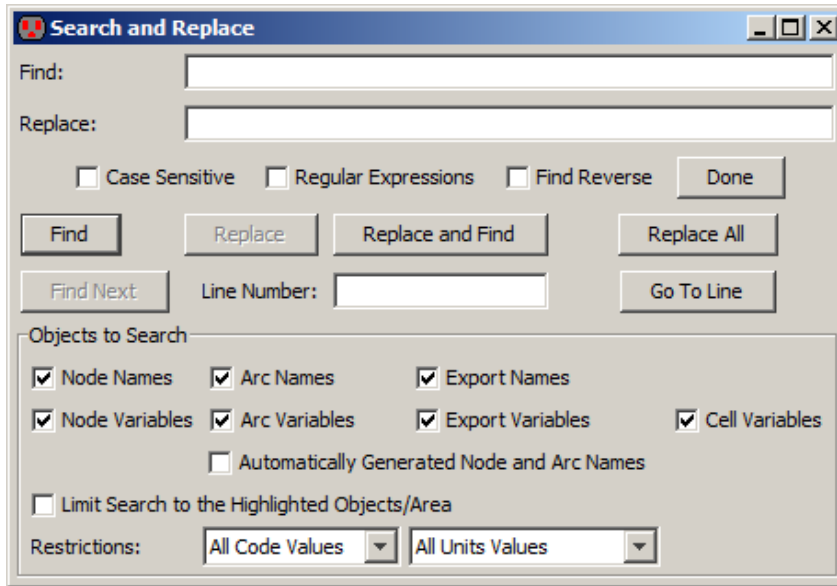 Search and Replace
Find:
Replace:
Case Sensitive Regular Expressions Find Reverse Done
Find Replace Replace and Find Replace All
Find Next Line Number: Go To Line
Objects to Search
Node Names Arc Names Export Names
Node Variables Arc Variables Export Variables Cell Variables
Automatically Generated Node and Arc Names
Limit Search to the Highlighted Objects/Area
Restrictions: All Code Values All Units Values